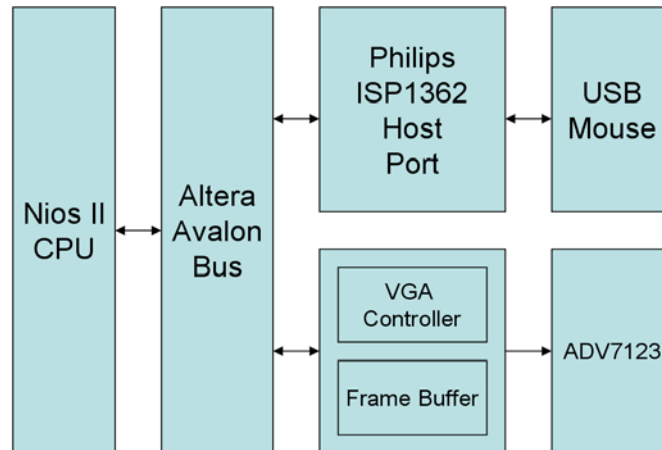 Nios II
CPU
Altera
Avalon
Bus
Philips
ISP1362
Host
Port
USB
Mouse
VGA
Controller
Frame Buffer
ADV7123